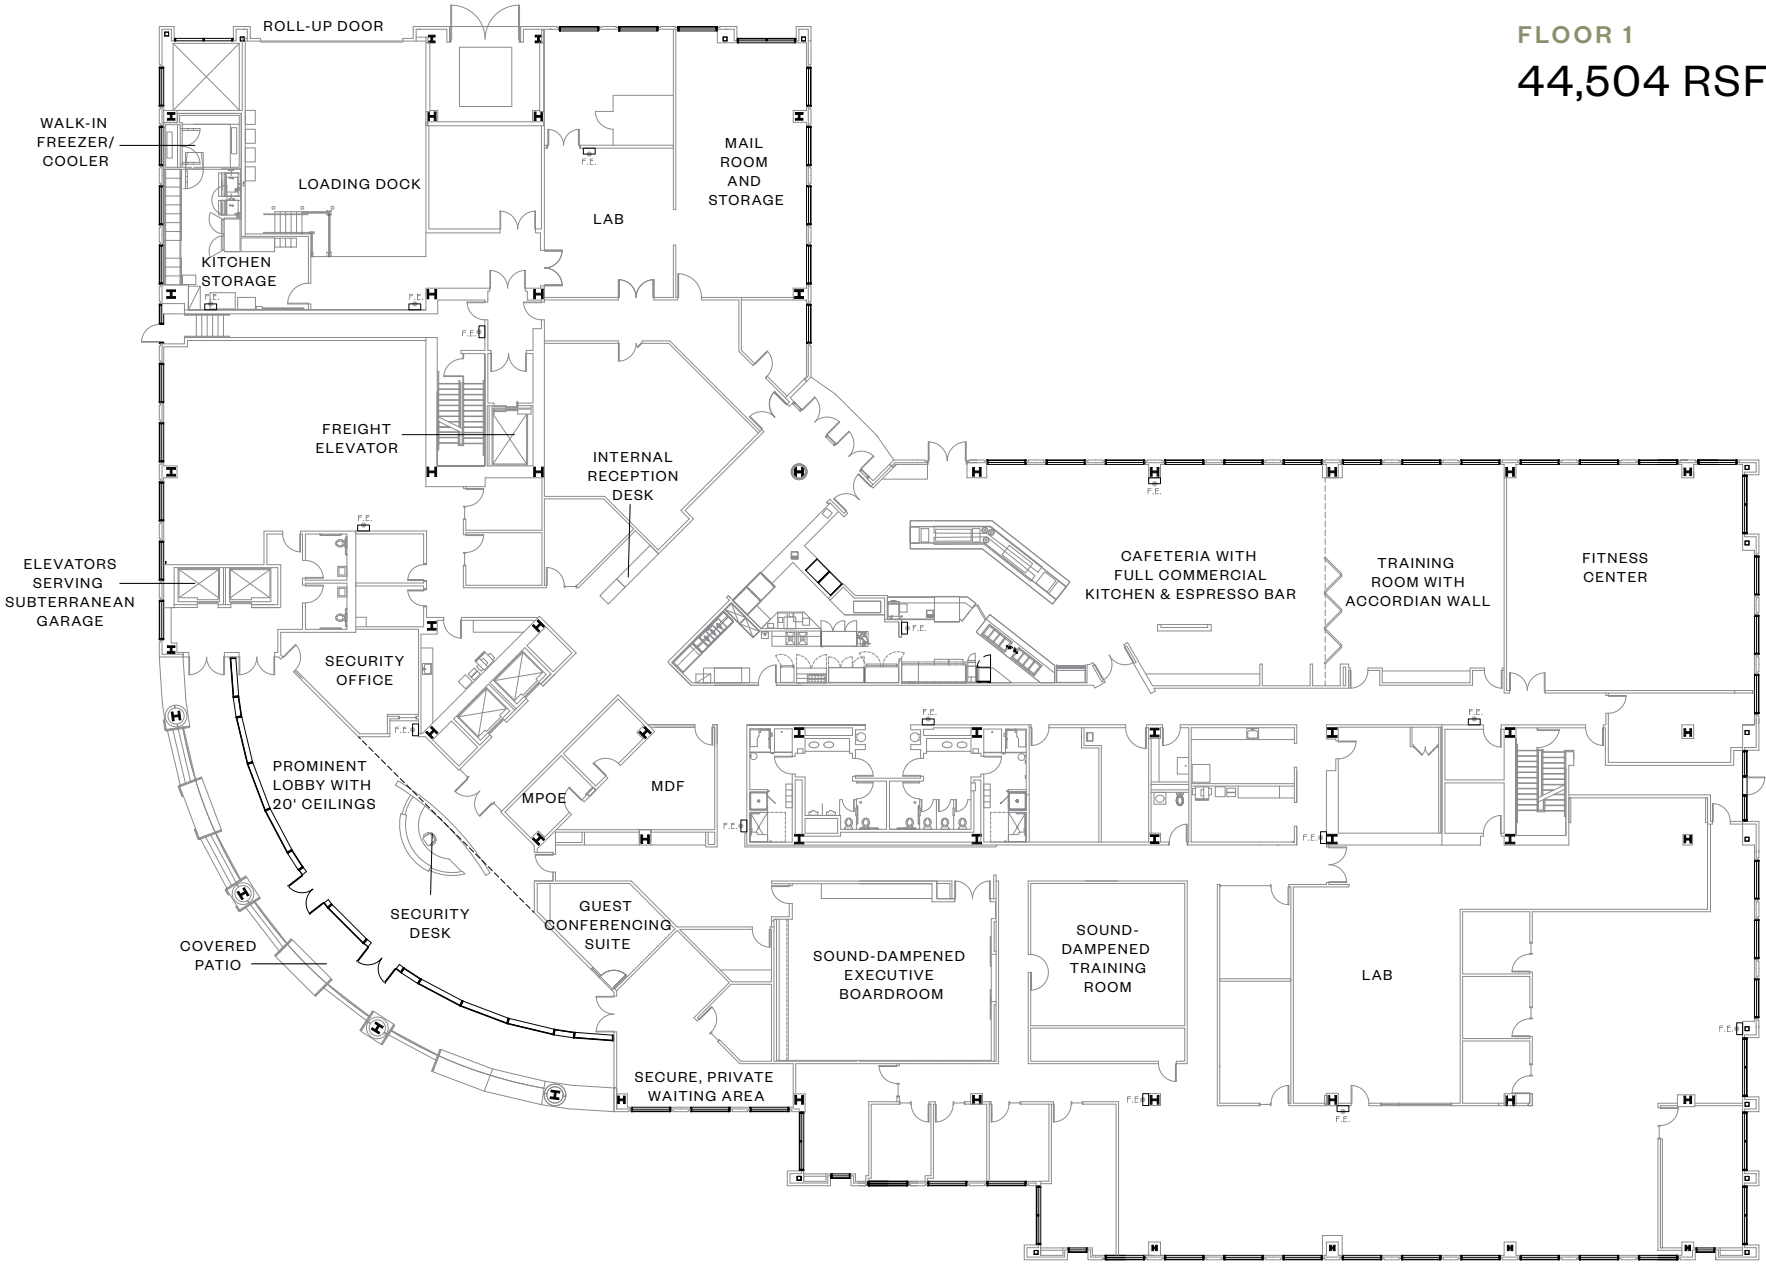 FLOOR 1
44,504 RSF
ROLL-UP DOOR
WALK-IN
FREEZER/
COOLER
LOADING DOCK
MAIL
ROOM
AND
STORAGE
F.E.
LAB
KITCHEN
STORAGE
F.E.
F.E.
F.E.
FREIGHT
ELEVATOR
INTERNAL
RECEPTION
DESK
F.E.
F.E.
ELEVATORS
SERVING
SUBTERRANEAN
GARAGE
CAFETERIA WITH
FULL COMMERCIAL
KITCHEN & ESPRESSO BAR
TRAINING
ROOM WITH
ACCORDIAN WALL
FITNESS
CENTER
F.E.
SECURITY
OFFICE
F.E.
F.E.
F.E.
PROMINENT
LOBBY WITH
20' CEILINGS
MPOE
MDF
F.E.
F.E.
SECURITY
DESK
GUEST
CONFERENCING
SUITE
COVERED
PATIO
SOUND-DAMPENED
EXECUTIVE
BOARDROOM
SOUND-
DAMPENED
TRAINING
ROOM
LAB
F.E.
SECURE, PRIVATE
WAITING AREA
F.E.
F.E.